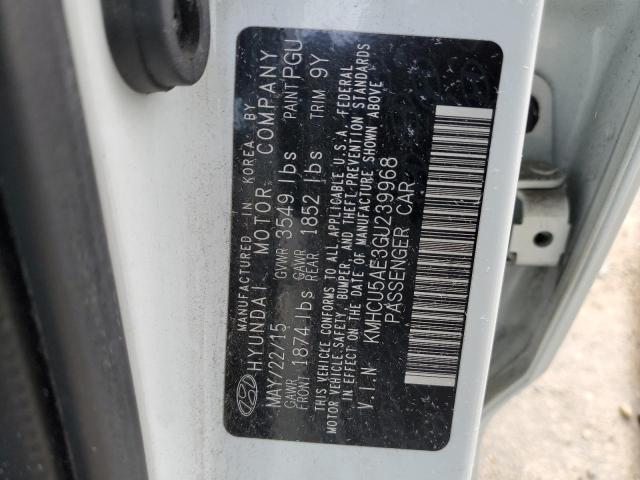 MANUFACTURED IN KOREA BY
HYUNDAI MOTOR COMPANY
MAY/22/15 GVWR 3549 lbs PAINT PGU
GAWR FRONT 1874 lbs GAWR REAR 1852 lbs TRIM 9Y
THIS VEHICLE CONFORMS TO ALL APPLICABLE U.S.A. FEDERAL
MOTOR VEHICLE SAFETY, BUMPER, AND THEFT PREVENTION STANDARDS
IN EFFECT ON THE DATE OF MANUFACTURE SHOWN ABOVE
V.I.N KMHCU5AE3GU239968
PASSENGER CAR